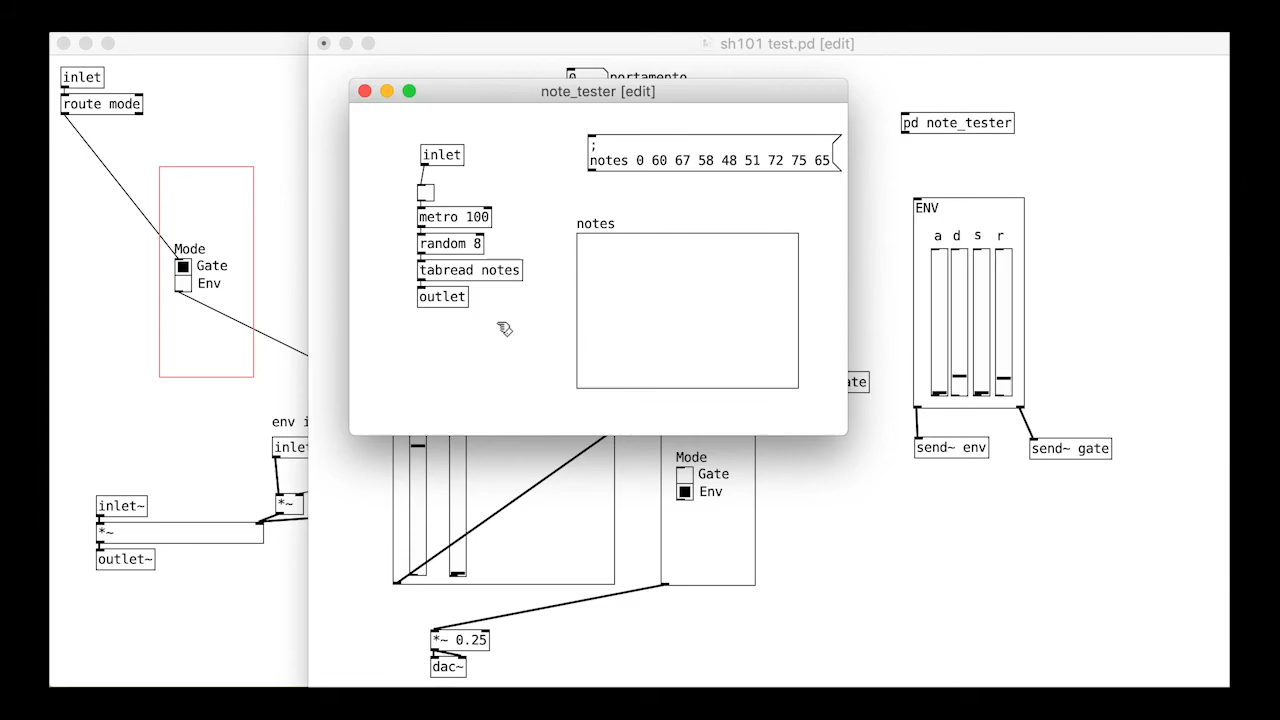 sh101 test.pd [edit]
inlet
route mode
Mode
Gate
Env
env i
inlet~
*~
outlet~
*~
0
portamento
note_tester [edit]
inlet
metro 100
random 8
tabread notes
outlet
;
notes 0 60 67 58 48 51 72 75 65
notes
pd note_tester
ENV
a d s r
send~ env
send~ gate
Mode
Gate
Env
*~ 0.25
dac~